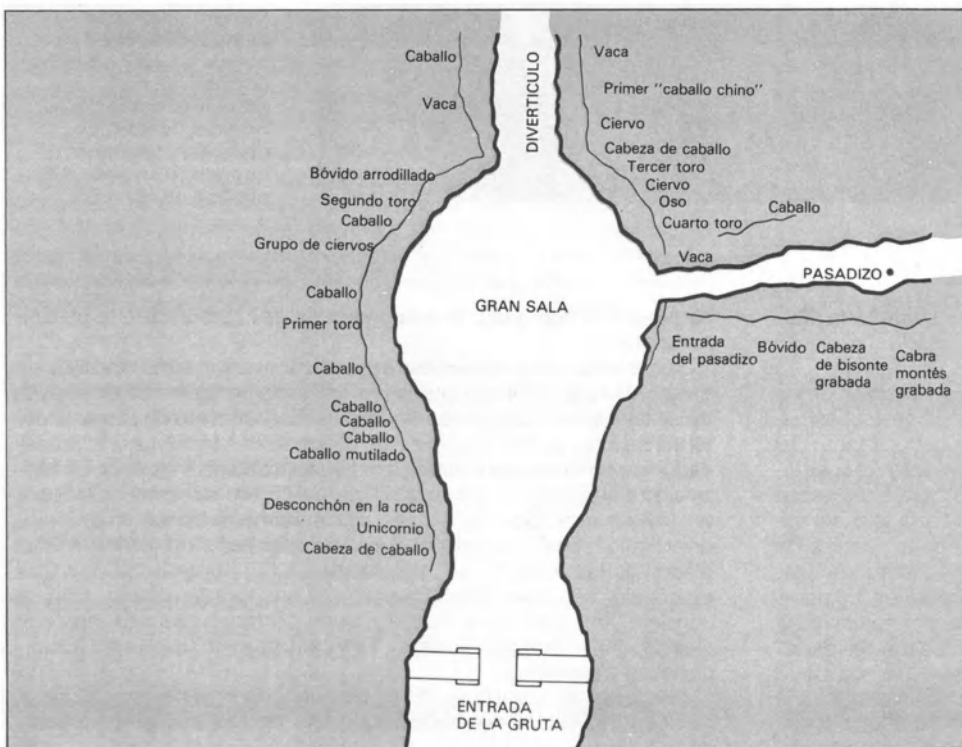 Caballo
Vaca
DIVERTICULO
Vaca
Primer "caballo chino"
Ciervo
Cabeza de caballo
Tercer toro
Ciervo
Oso
Cuarto toro
Caballo
Vaca
Bóvido arrodillado
Segundo toro
Caballo
Grupo de ciervos
Caballo
Primer toro
Caballo
Caballo
Caballo
Caballo
Caballo mutilado
Desconchón en la roca
Unicornio
Cabeza de caballo
GRAN SALA
PASADIZO
Entrada
del pasadizo
Bóvido
Cabeza
de bisonte
grabada
Cabra
montés
grabada
ENTRADA
DE LA GRUTA